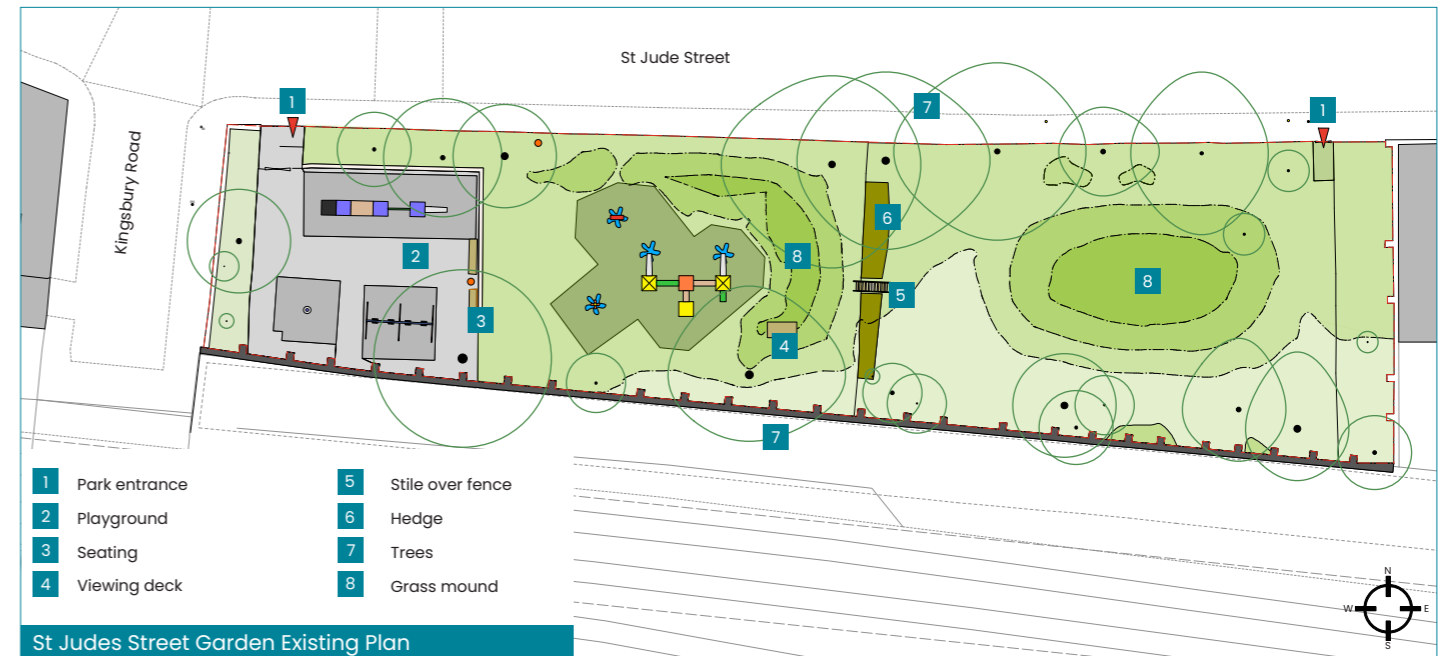 St Jude Street
7
1
1
Kingsbury Road
6
2
8
8
5
3
4
7
1 Park entrance
2 Playground
3 Seating
4 Viewing deck
5 Stile over fence
6 Hedge
7 Trees
8 Grass mound
St Judes Street Garden Existing Plan
N
W
E
S